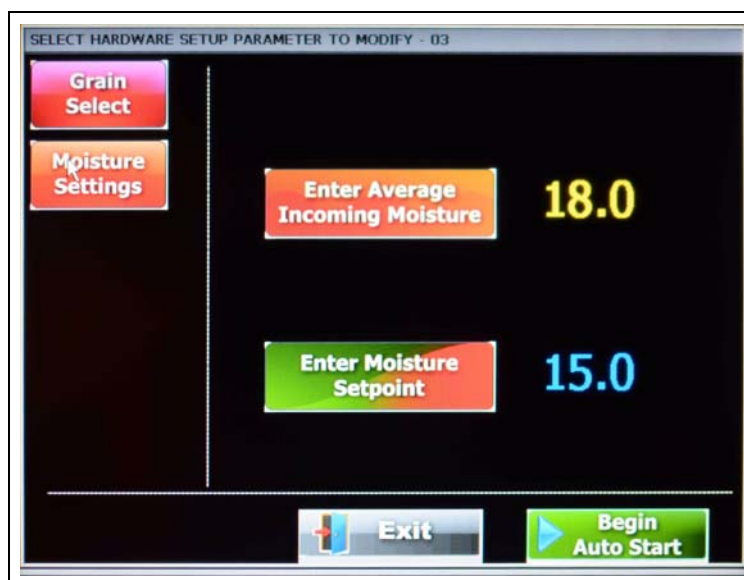 SELECT HARDWARE SETUP PARAMETER TO MODIFY - 03
Grain
Select
Moisture
Settings
Enter Average
Incoming Moisture
18.0
Enter Moisture
Setpoint
15.0
Exit
Begin
Auto Start